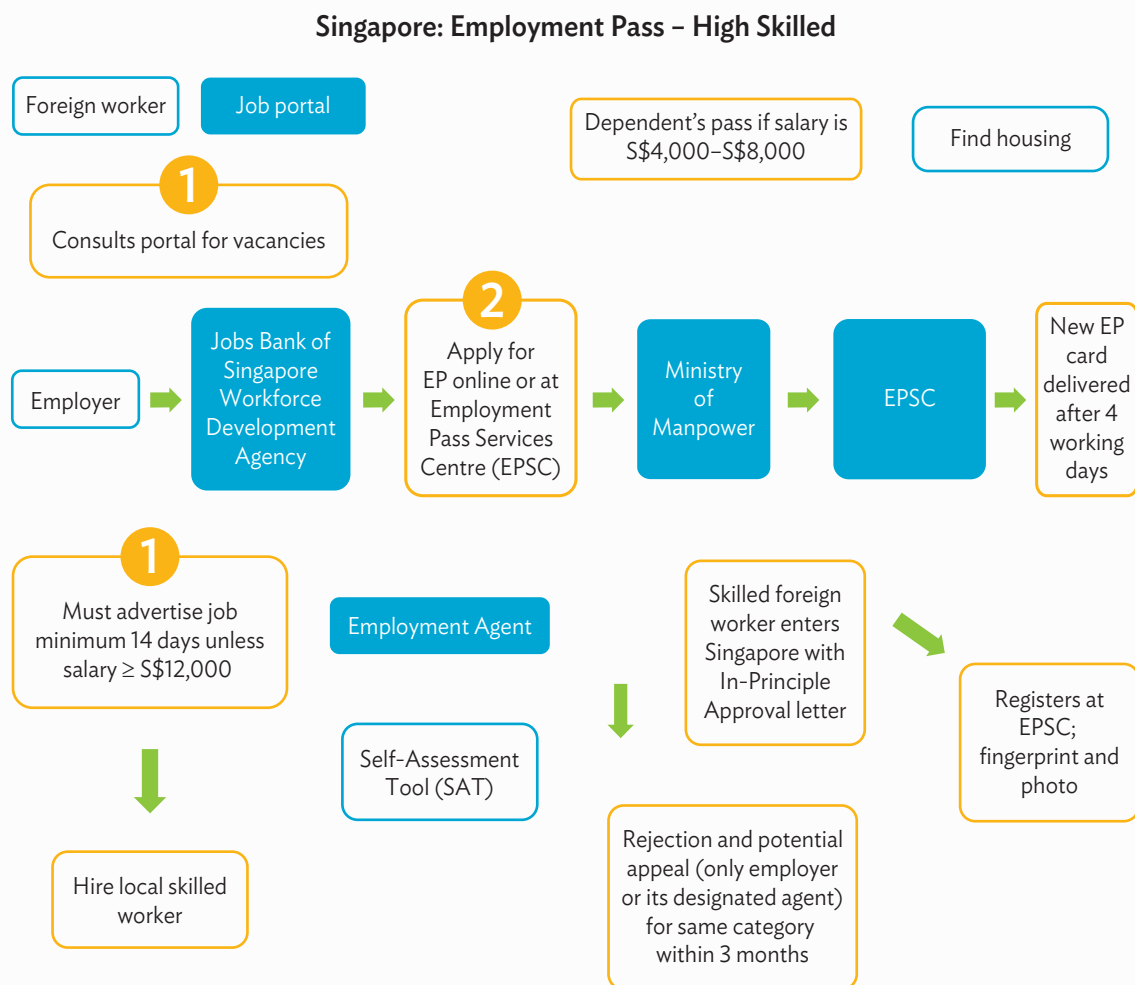 Singapore: Employment Pass – High Skilled
Foreign worker
Job portal
Dependent's pass if salary is
S$4,000–S$8,000
Find housing
1
Consults portal for vacancies
Employer
Jobs Bank of
Singapore
Workforce
Development
Agency
2
Apply for
EP online or at
Employment
Pass Services
Centre (EPSC)
Ministry
of
Manpower
EPSC
New EP
card
delivered
after 4
working
days
1
Must advertise job
minimum 14 days unless
salary ≥ S$12,000
Employment Agent
Self-Assessment
Tool (SAT)
Skilled foreign
worker enters
Singapore with
In-Principle
Approval letter
Registers at
EPSC;
fingerprint and
photo
Hire local skilled
worker
Rejection and potential
appeal (only employer
or its designated agent)
for same category
within 3 months